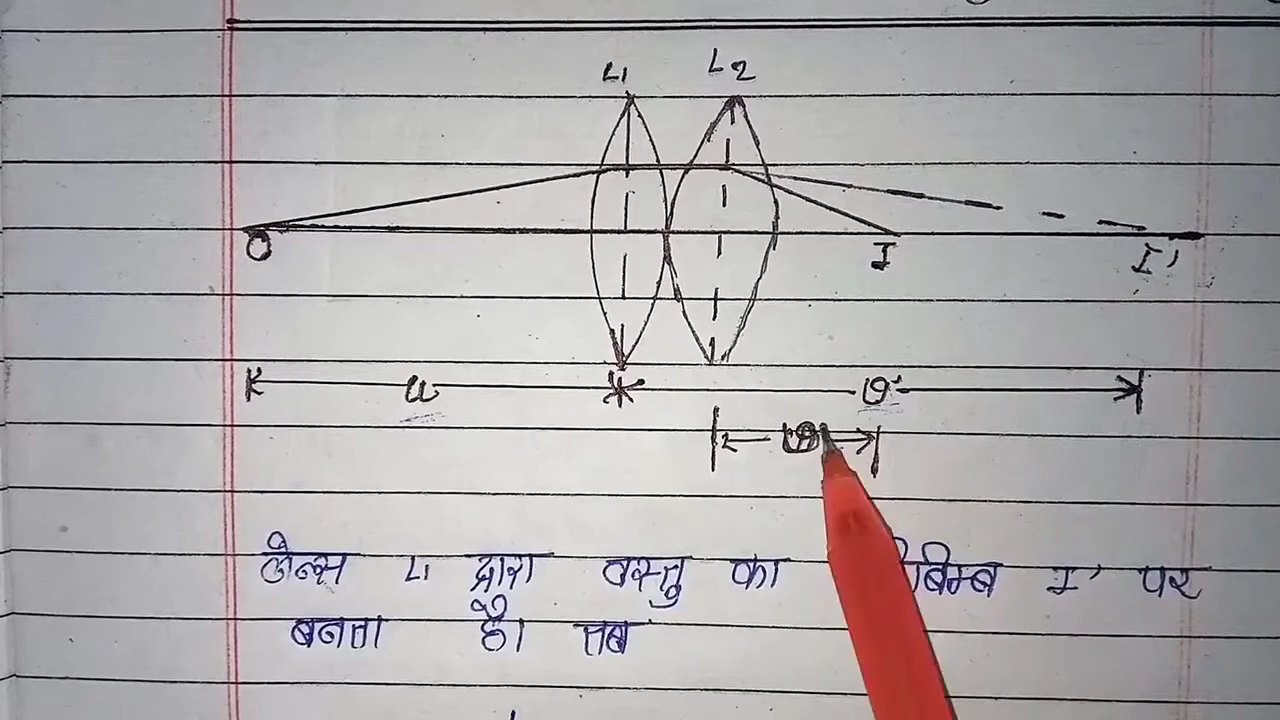 L1 L2
O I I'
u v'
v
लेन्स L1 द्वारा वस्तु का I' पर
बनता है। तब